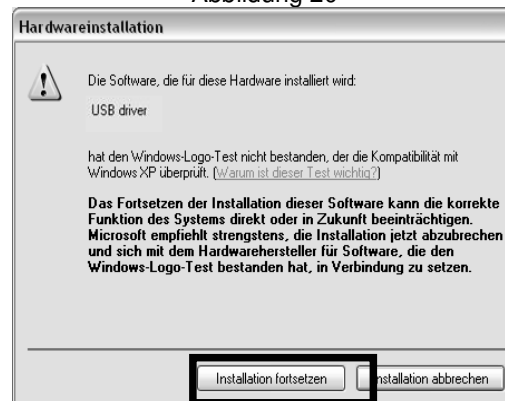 Abbildung 20
Hardwareinstallation
Die Software, die für diese Hardware installiert wird:
USB driver
hat den Windows-Logo-Test nicht bestanden, der die Kompatibilität mit
Windows XP überprüft. (Warum ist dieser Test wichtig?)
Das Fortsetzen der Installation dieser Software kann die korrekte
Funktion des Systems direkt oder in Zukunft beeinträchtigen.
Microsoft empfiehlt strengstens, die Installation jetzt abzubrechen
und sich mit dem Hardwarehersteller für Software, die den
Windows-Logo-Test bestanden hat, in Verbindung zu setzen.
Installation fortsetzen
Installation abbrechen